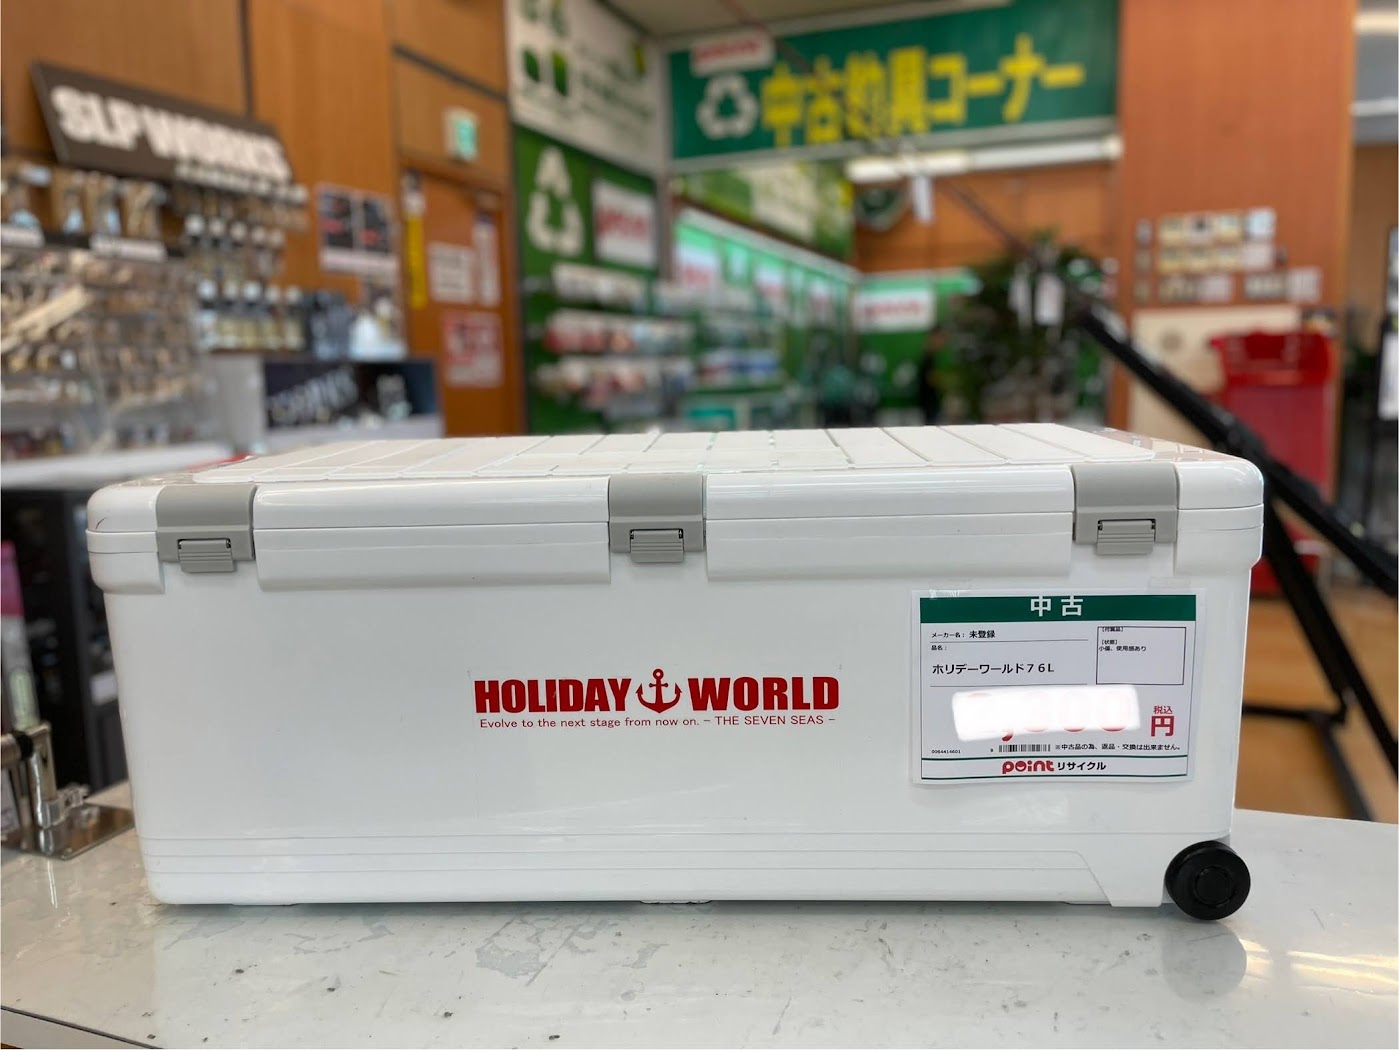 SLP WORKS
中古釣具コーナー
point
HOLIDAY WORLD
Evolve to the next stage from now on. – THE SEVEN SEAS –
中古
メーカー名： 未登録
品名：
ホリデーワールド７６L
【付属品】
【状態】
小傷、使用感あり
税込
円
0064414601
※中古品の為、返品・交換は出来ません。
point リサイクル